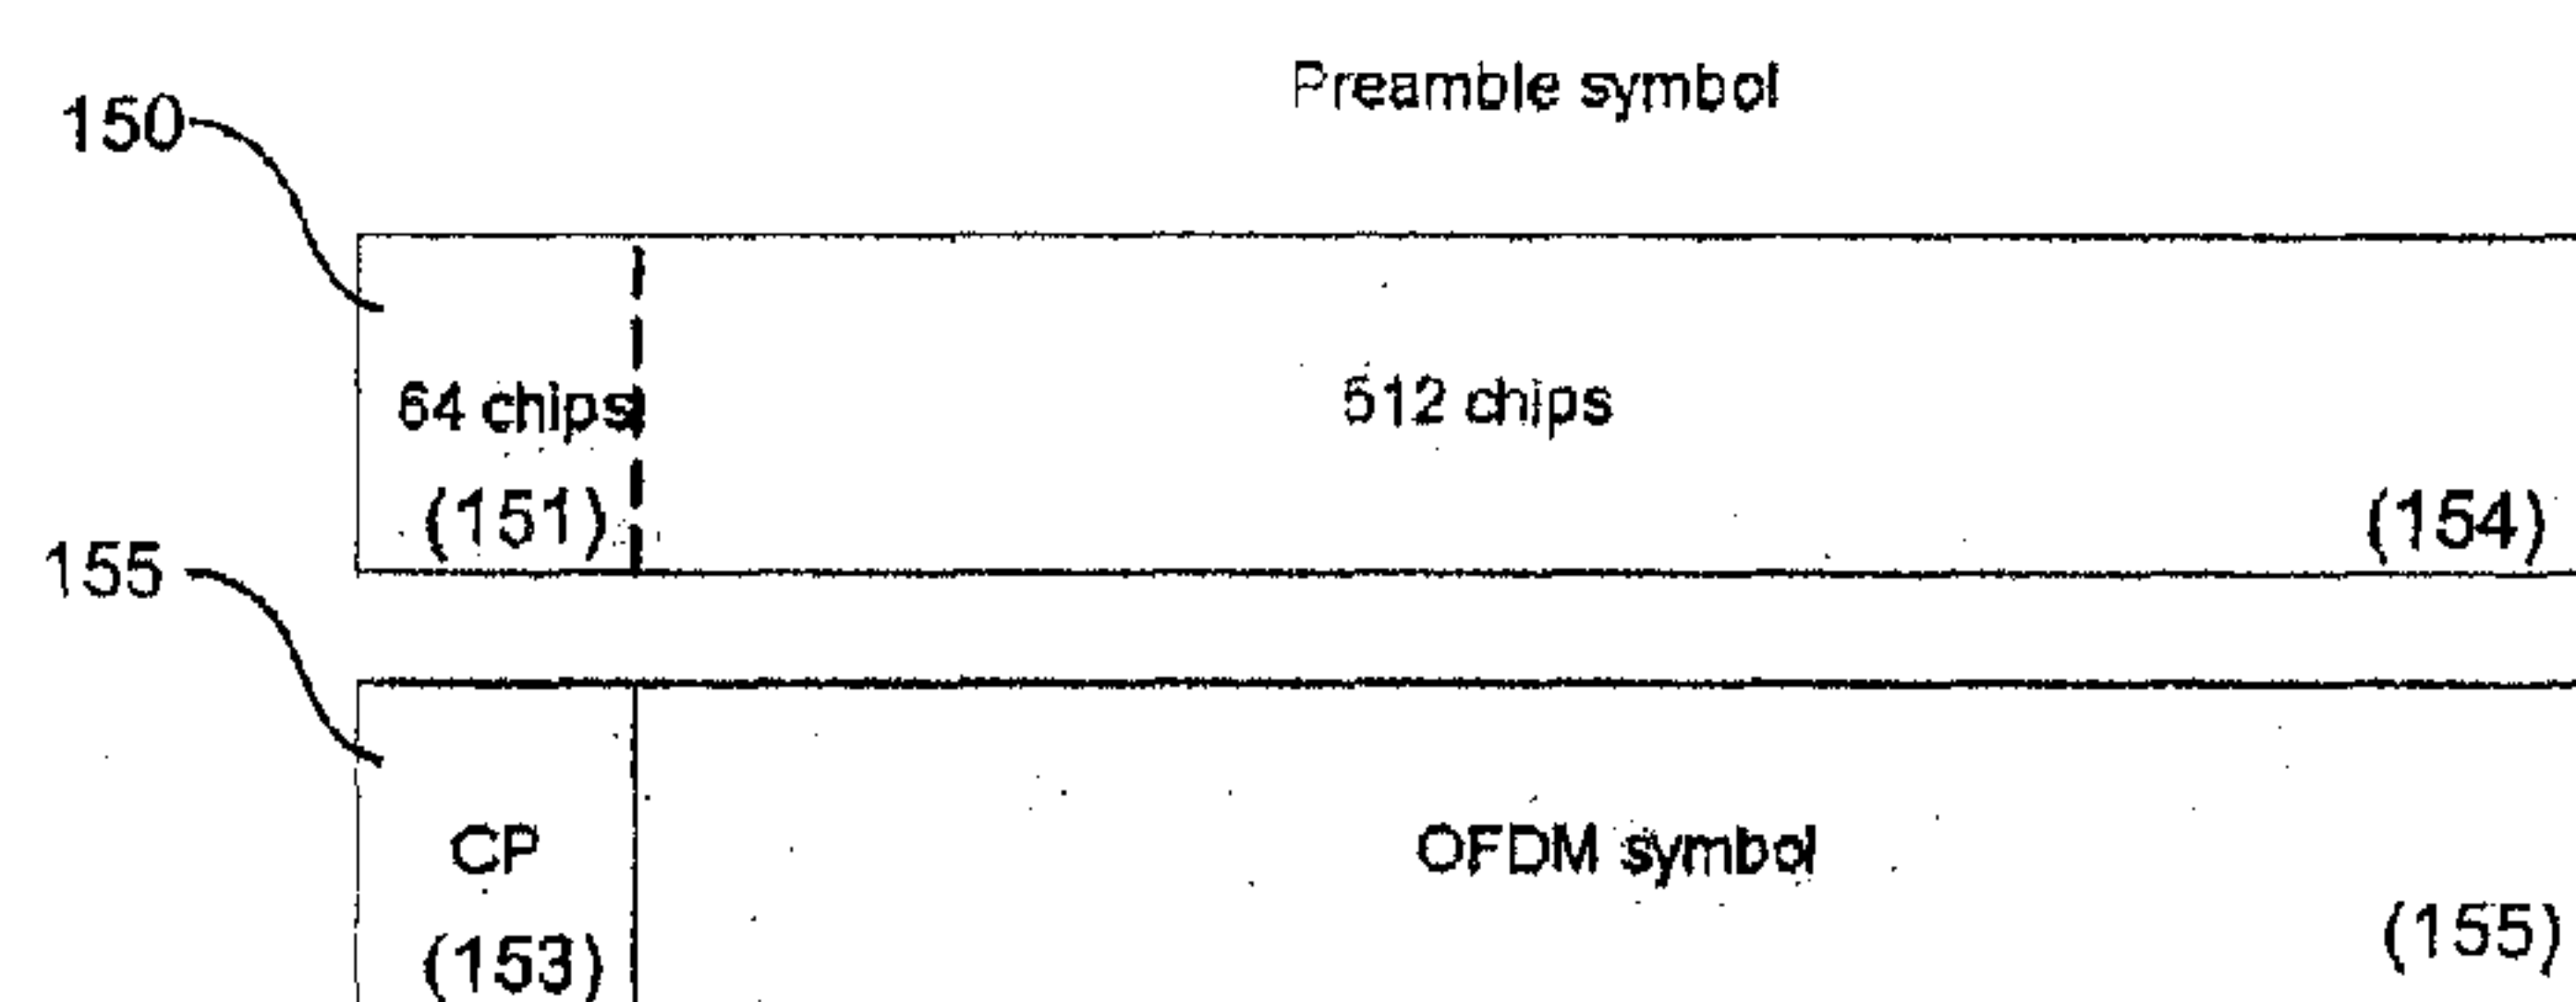 Preamble symbol
150
64 chips
512 chips
(151)
(154)
155
CP
OFDM symbol
(153)
(155)